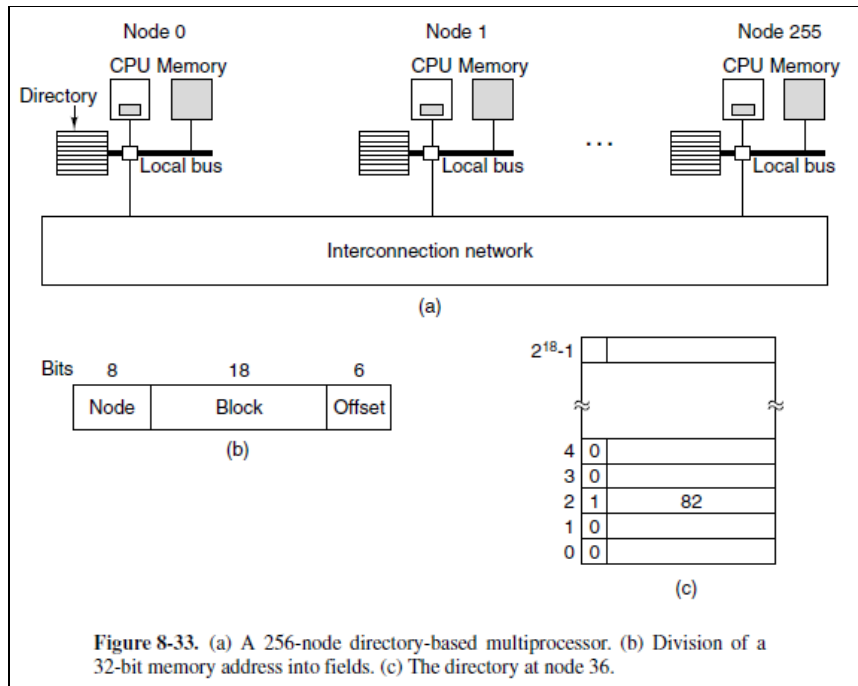 Node 0 Node 1 Node 255
CPU Memory CPU Memory CPU Memory
Directory
...
Local bus Local bus Local bus
Interconnection network
(a)
Bits 8 18 6
Node Block Offset
(b)
2¹⁸-1
4 0
3 0
2 1 82
1 0
0 0
(c)
Figure 8-33. (a) A 256-node directory-based multiprocessor. (b) Division of a
32-bit memory address into fields. (c) The directory at node 36.